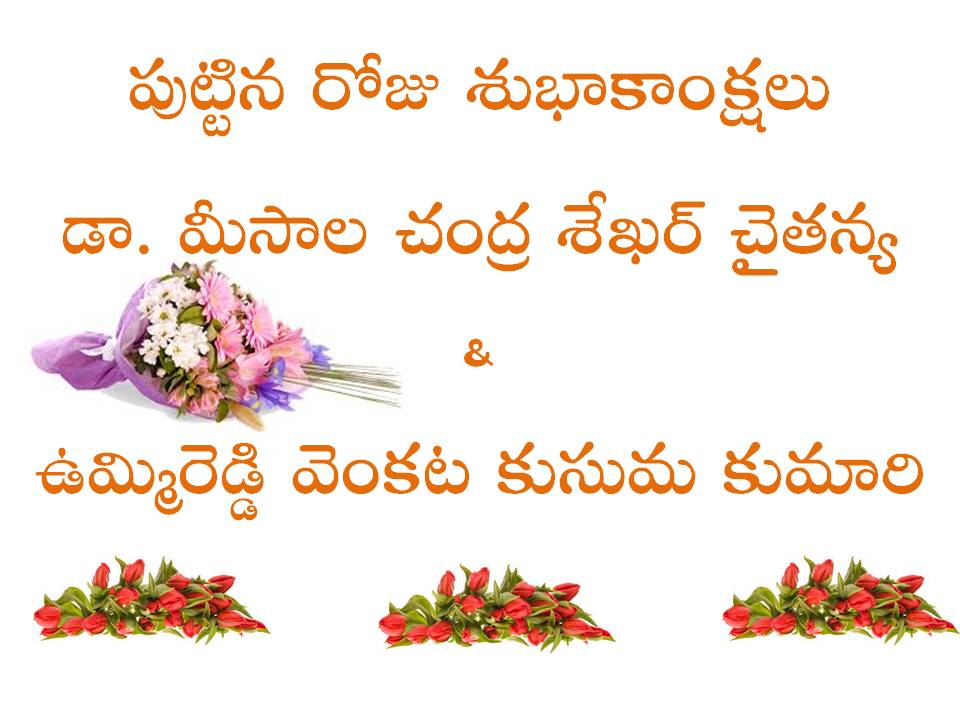 పుట్టిన రోజు శుభాకాంక్షలు
డా. మీసాల చంద్ర శేఖర్ చైతన్య
&
ఉమ్మిరెడ్డి వెంకట కుసుమ కుమారి